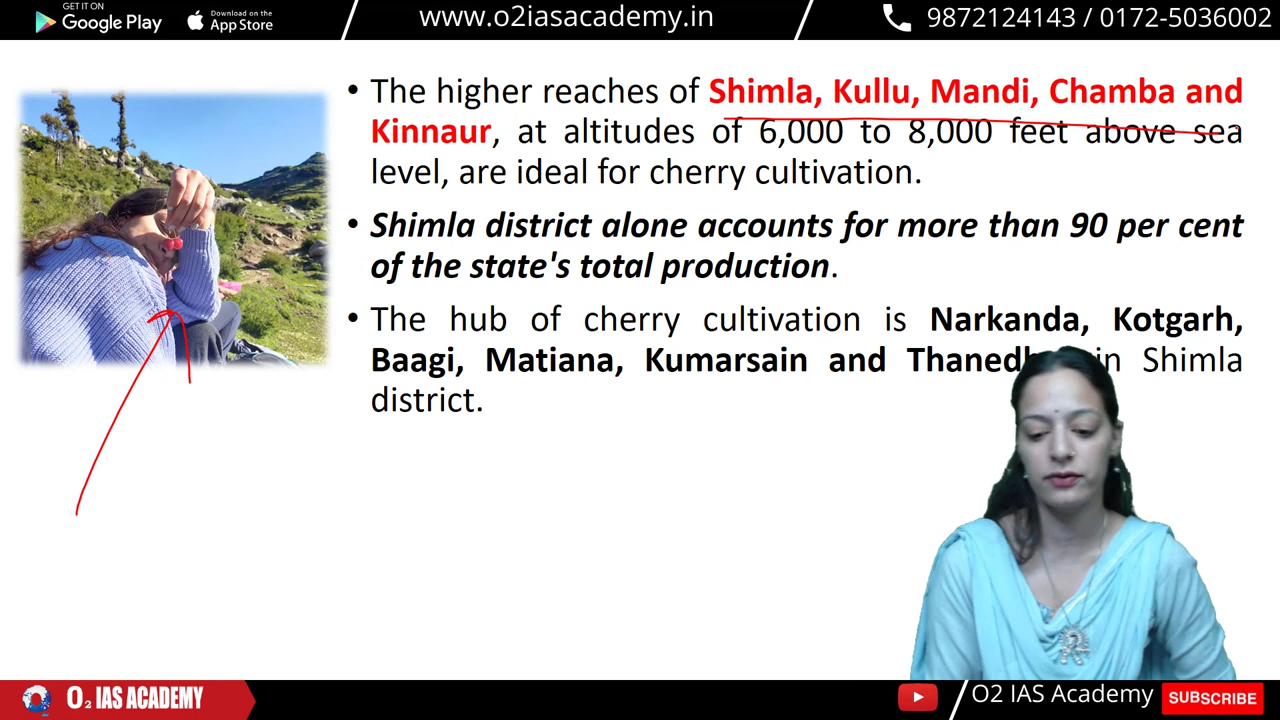 GET IT ON
Google Play
Download on the
App Store
www.o2iasacademy.in
9872124143 / 0172-5036002
• The higher reaches of Shimla, Kullu, Mandi, Chamba and
Kinnaur, at altitudes of 6,000 to 8,000 feet above sea
level, are ideal for cherry cultivation.
• Shimla district alone accounts for more than 90 per cent
of the state's total production.
• The hub of cherry cultivation is Narkanda, Kotgarh,
Baagi, Matiana, Kumarsain and in Shimla
district.
O₂ IAS ACADEMY
O2 IAS Academy
SUBSCRIBE